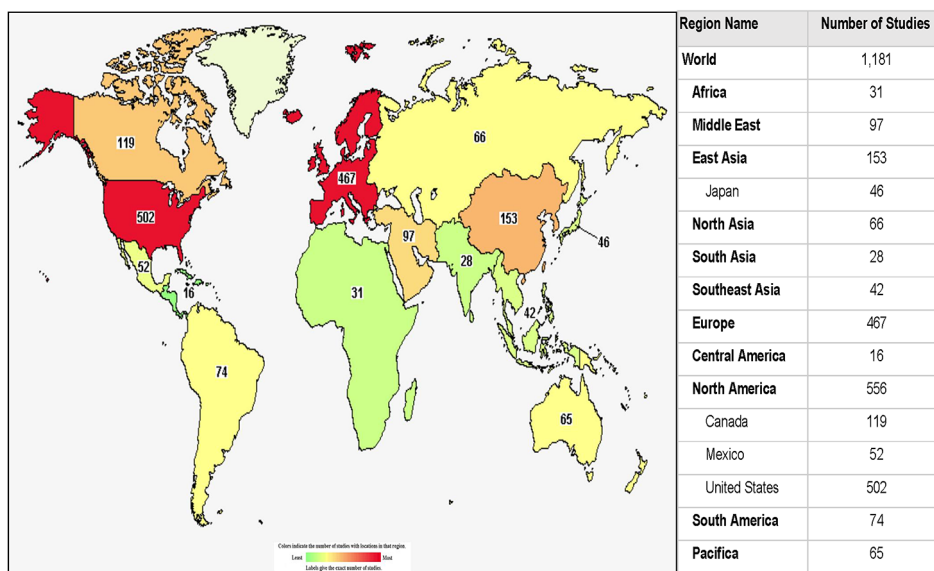 119
66
467
502
153
97
46
52
28
16
31
42
74
65
Colors indicate the number of studies with locations in that region.
Least Most
Labels give the exact number of studies.
Region Name Number of Studies
World 1,181
Africa 31
Middle East 97
East Asia 153
Japan 46
North Asia 66
South Asia 28
Southeast Asia 42
Europe 467
Central America 16
North America 556
Canada 119
Mexico 52
United States 502
South America 74
Pacifica 65